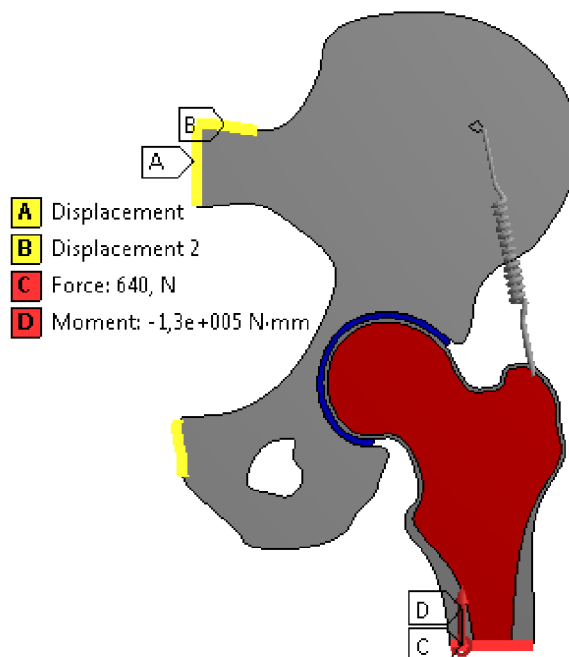 B
A
A Displacement
B Displacement 2
C Force: 640, N
D Moment: -1,3e+005 N·mm
D
C